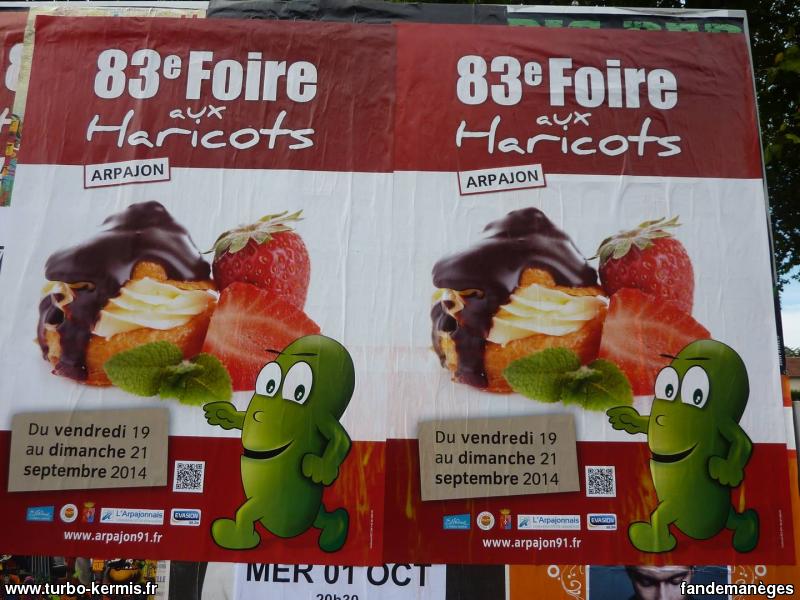 83e Foire
aux
Haricots
ARPAJON
Du vendredi 19
au dimanche 21
septembre 2014
L'Arpajonnais
EVASION
www.arpajon91.fr
83e Foire
aux
Haricots
ARPAJON
Du vendredi 19
au dimanche 21
septembre 2014
L'Arpajonnais
EVASION
www.arpajon91.fr
MER 01 OCT
20h30
www.turbo-kermis.fr
fandemanèges